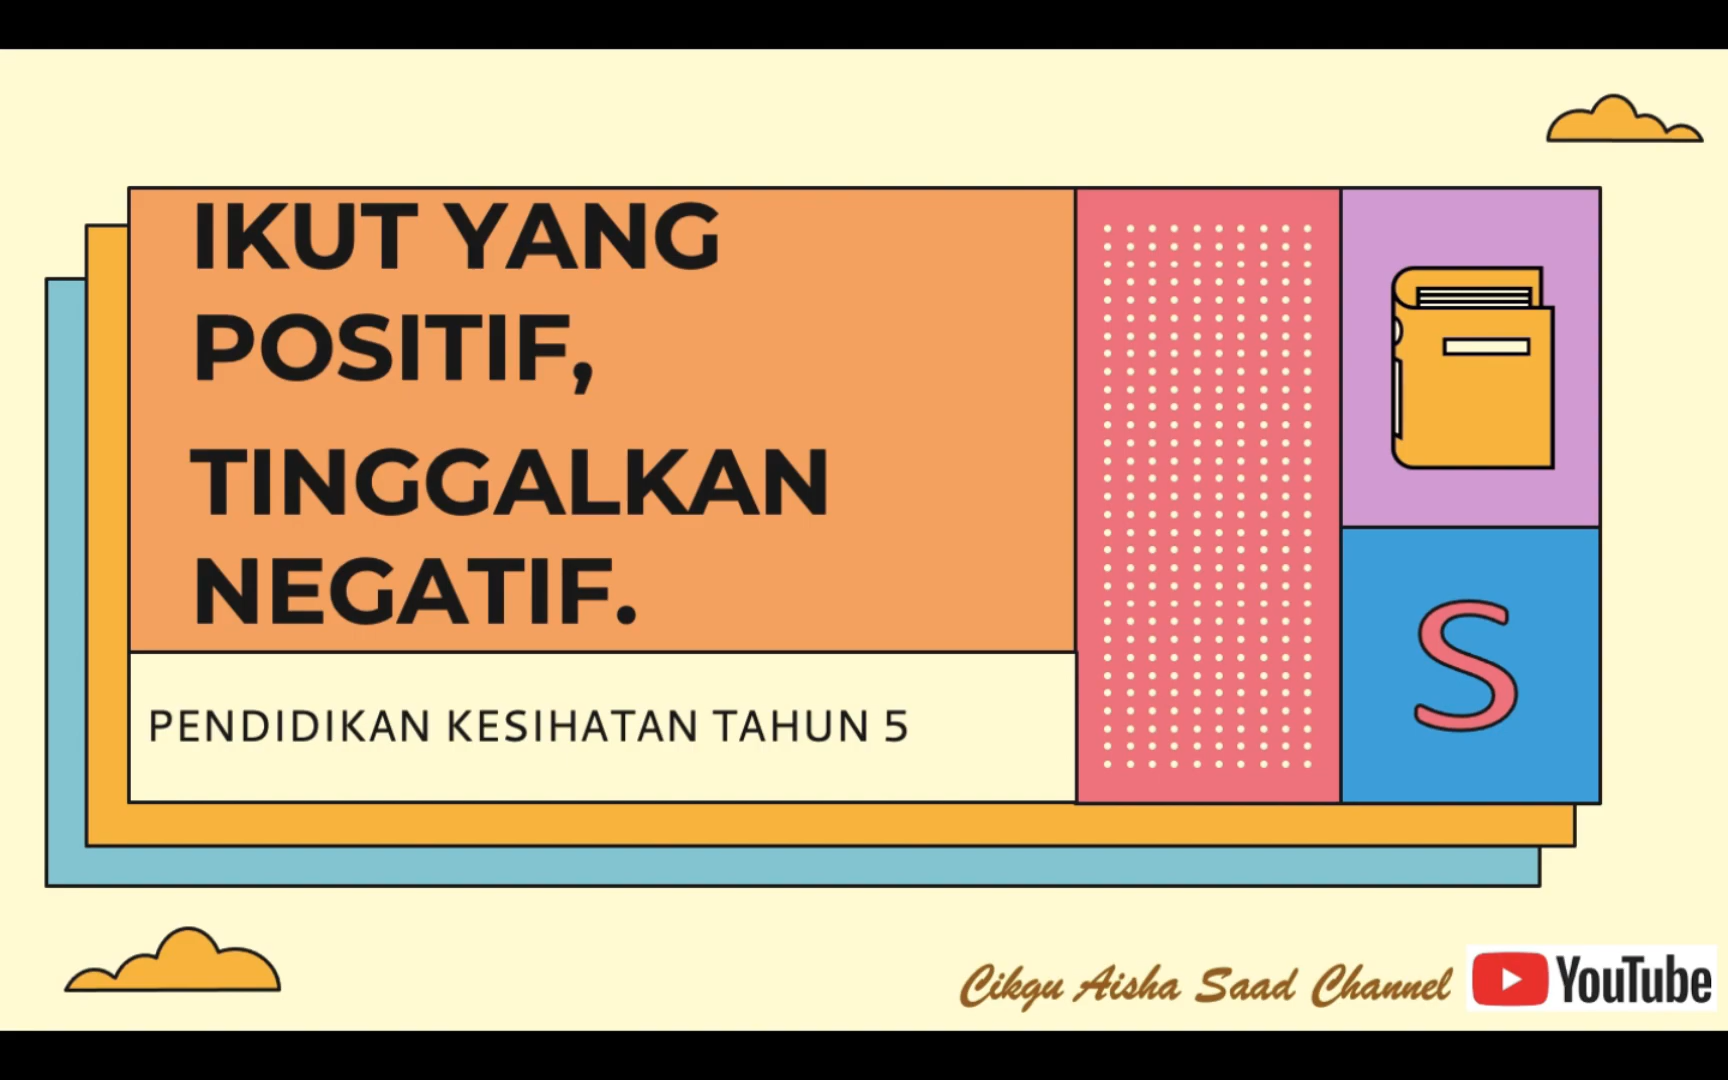 IKUT YANG
POSITIF,
TINGGALKAN
NEGATIF.
PENDIDIKAN KESIHATAN TAHUN 5
S
Cikgu Aisha Saad Channel
YouTube